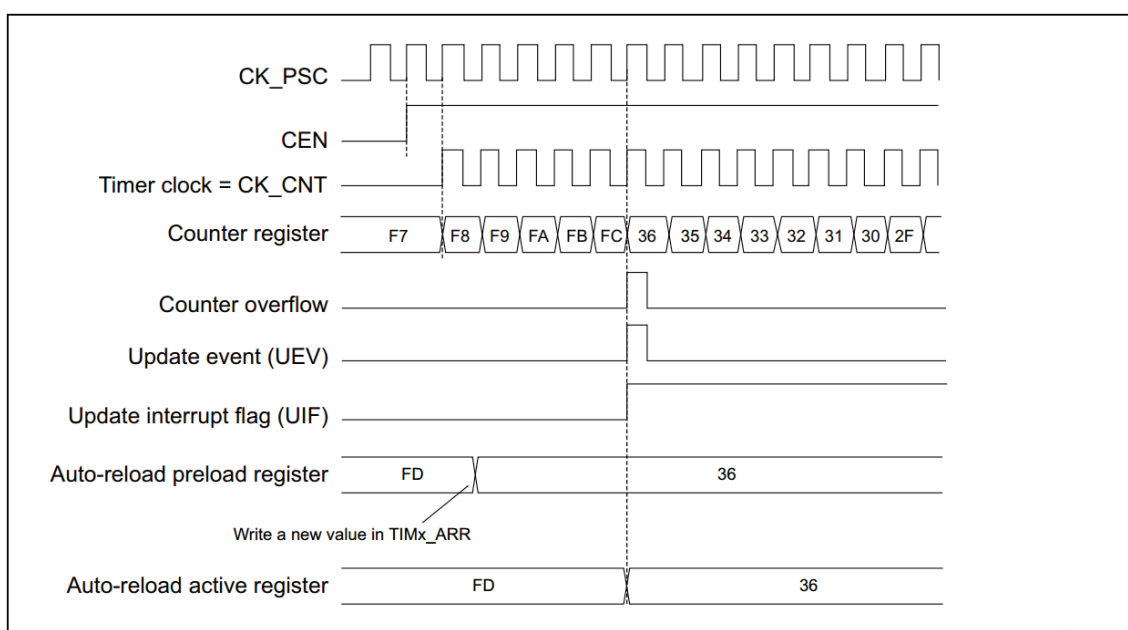 CK_PSC
CEN
Timer clock = CK_CNT
Counter register F7 F8 F9 FA FB FC 36 35 34 33 32 31 30 2F
Counter overflow
Update event (UEV)
Update interrupt flag (UIF)
Auto-reload preload register FD 36
Write a new value in TIMx_ARR
Auto-reload active register FD 36